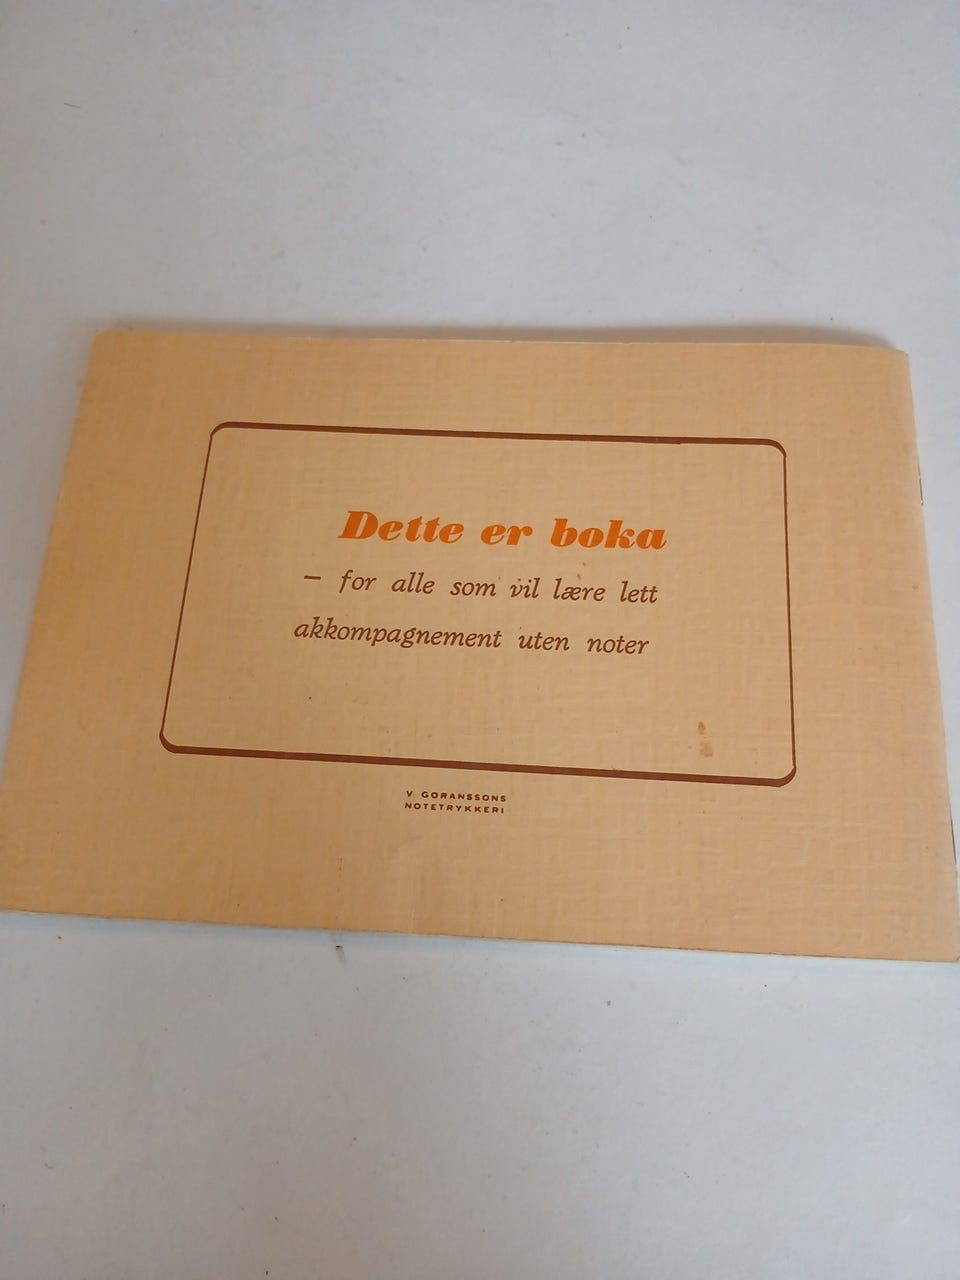 Dette er boka
– for alle som vil lære lett
akkompagnement uten noter
V GORANSSONS
NOTETRYKKERI